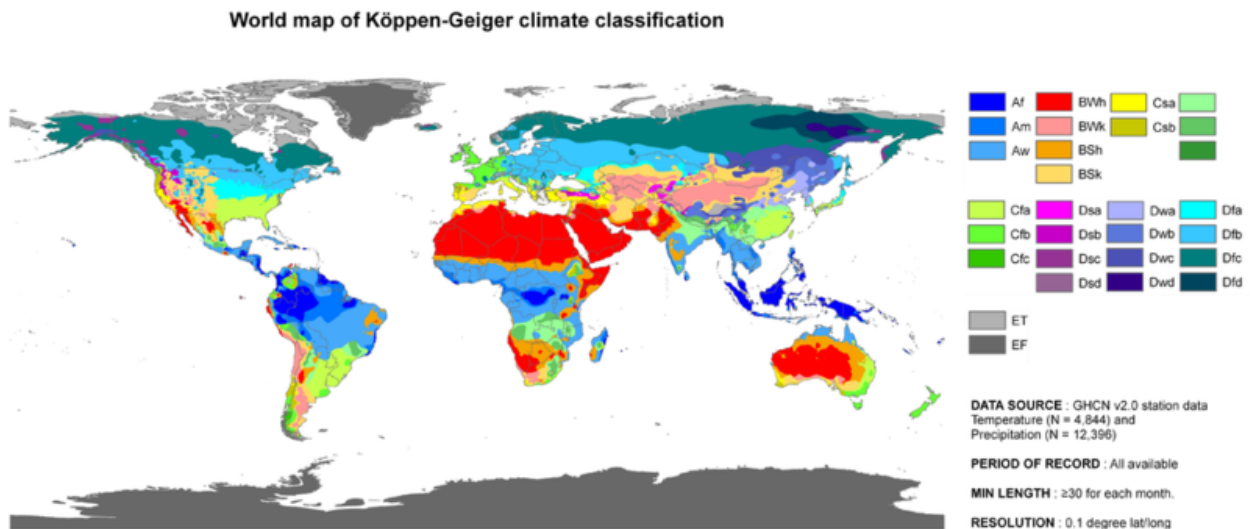 World map of Köppen-Geiger climate classification
Af BWh Csa
Am BWk Csb
Aw BSh
BSk
Cfa Dsa Dwa Dfa
Cfb Dsb Dwb Dfb
Cfc Dsc Dwc Dfc
Dsd Dwd Dfd
ET
EF
DATA SOURCE : GHCN v2.0 station data
Temperature (N = 4,844) and
Precipitation (N = 12,396)
PERIOD OF RECORD : All available
MIN LENGTH : ≥30 for each month.
RESOLUTION : 0.1 degree lat/long